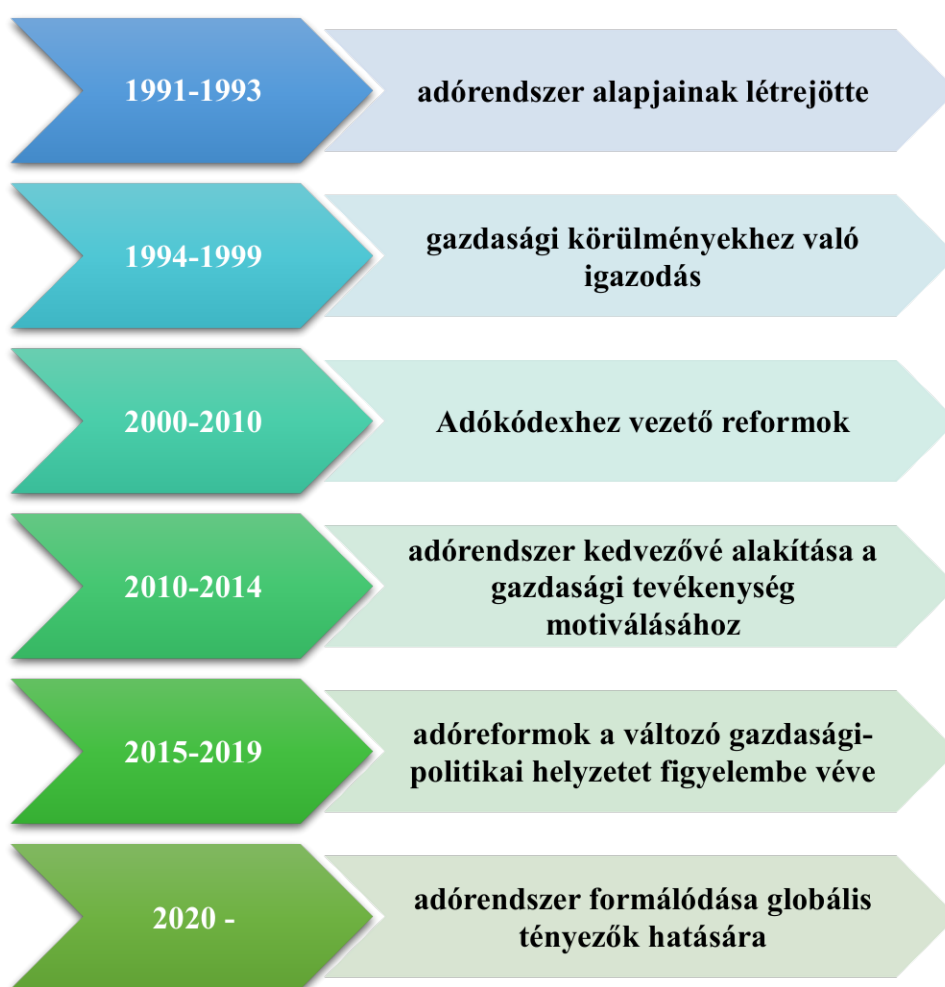 1991-1993
adórendszer alapjainak létrejötte
1994-1999
gazdasági körülményekhez való
igazodás
2000-2010
Adókódexhez vezető reformok
2010-2014
adórendszer kedvezővé alakítása a
gazdasági tevékenység
motiválásához
2015-2019
adóreformok a változó gazdasági-
politikai helyzetet figyelembe véve
2020 -
adórendszer formálódása globális
tényezők hatására